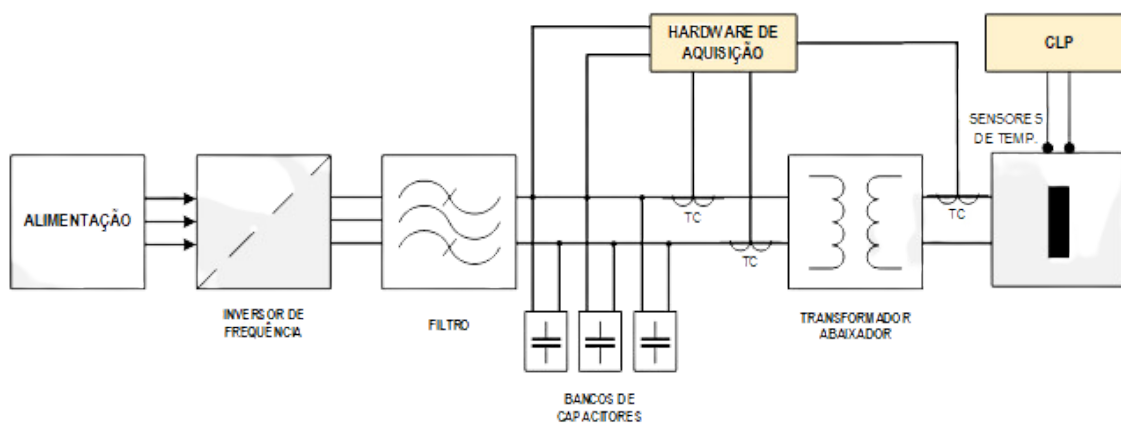 HARDWARE DE
AQUISIÇÃO
CLP
SENSORES
DE TEMP.
ALIMENTAÇÃO
TC
TC
TC
INVERSOR DE
FREQUÊNCIA
FILTRO
TRANSFORMADOR
ABAIXADOR
BANCOS DE
CAPACITORES